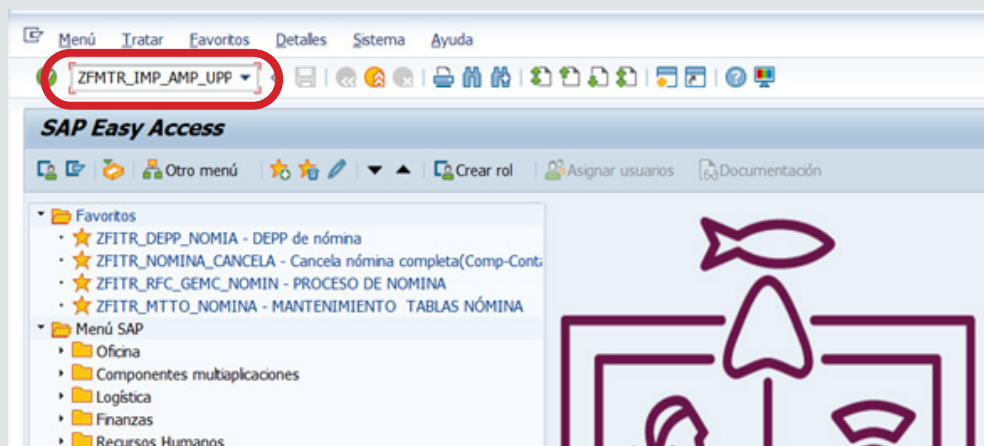 Menú Tratar Favoritos Detalles Sistema Ayuda
ZFMTR_IMP_AMP_UPP
SAP Easy Access
Otro menú Crear rol Asignar usuarios Documentación
Favoritos
ZFITR_DEPP_NOMIA - DEPP de nómina
ZFITR_NOMINA_CANCELA - Cancela nómina completa(Comp-Conta
ZFITR_RFC_GEMC_NOMIN - PROCESO DE NOMINA
ZFITR_MTTO_NOMINA - MANTENIMIENTO TABLAS NÓMINA
Menú SAP
Oficina
Componentes multiaplicaciones
Logística
Finanzas
Recursos Humanos